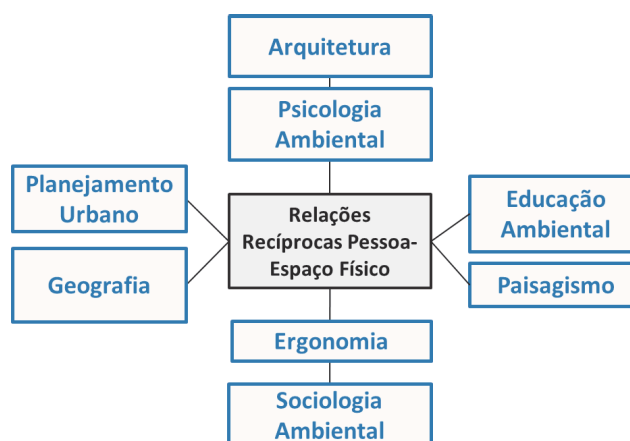 Arquitetura
Psicologia
Ambiental
Planejamento
Urbano
Relações
Recíprocas Pessoa-
Espaço Físico
Educação
Ambiental
Geografia
Paisagismo
Ergonomia
Sociologia
Ambiental